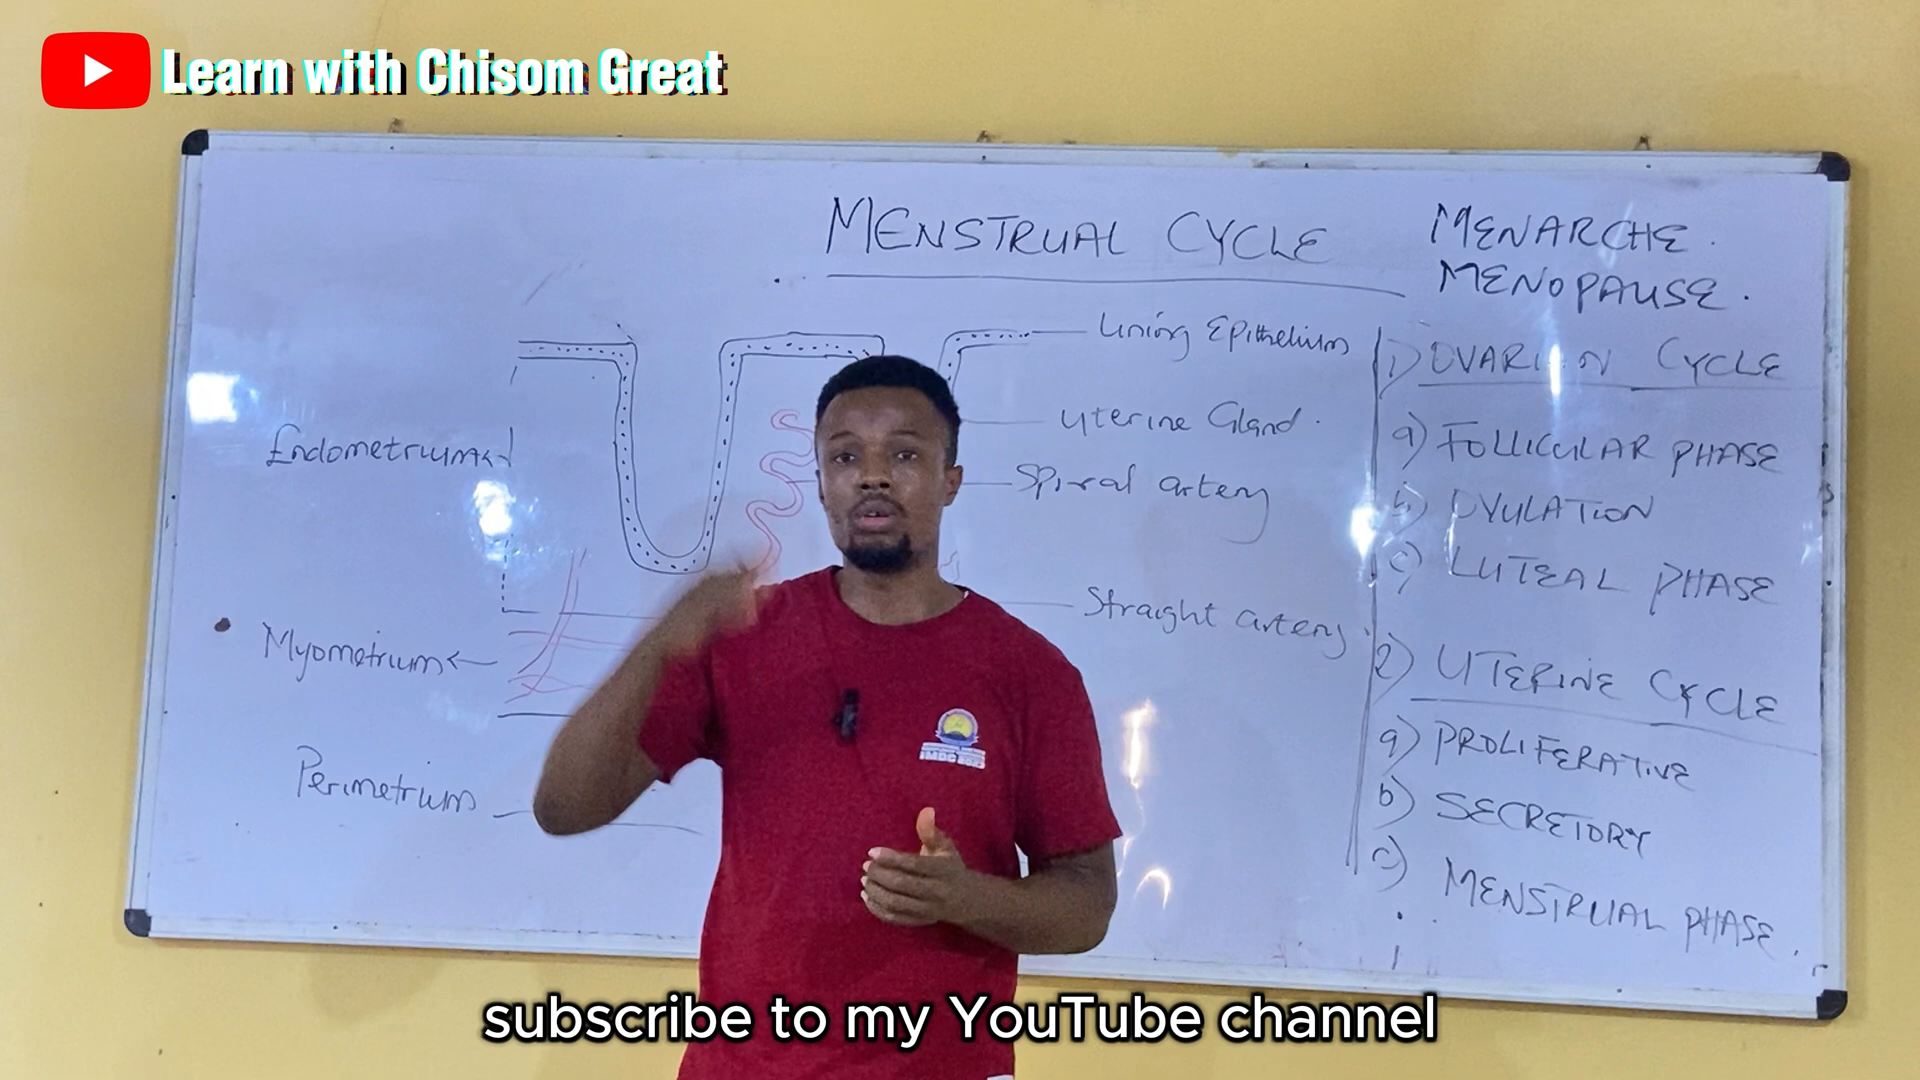 Learn with Chisom Great
MENSTRUAL CYCLE
MENARCHE.
MENOPAUSE.
Lining Epithelium
Uterine Gland.
Spiral artery
Straight artery.
Endometrium
Myometrium
Perimetrium
1) OVARIAN CYCLE
a) FOLLICULAR PHASE
b) OVULATION
c) LUTEAL PHASE
2) UTERINE CYCLE
a) PROLIFERATIVE
b) SECRETORY
c) MENSTRUAL PHASE.
subscribe to my YouTube channel